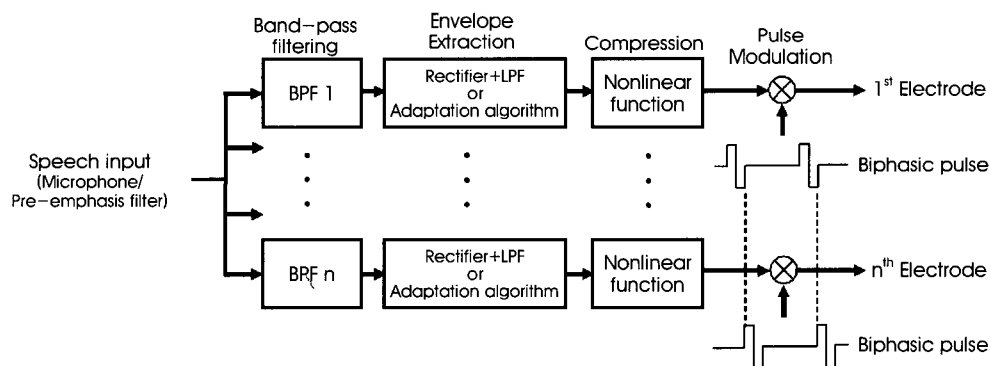 Band-pass
filtering
Envelope
Extraction
Compression
Pulse
Modulation
BPF 1
Rectifier+LPF
or
Adaptation algorithm
Nonlinear
function
1st Electrode
Speech input
(Microphone/
Pre-emphasis filter)
Biphasic pulse
BPF n
Rectifier+LPF
or
Adaptation algorithm
Nonlinear
function
nth Electrode
Biphasic pulse